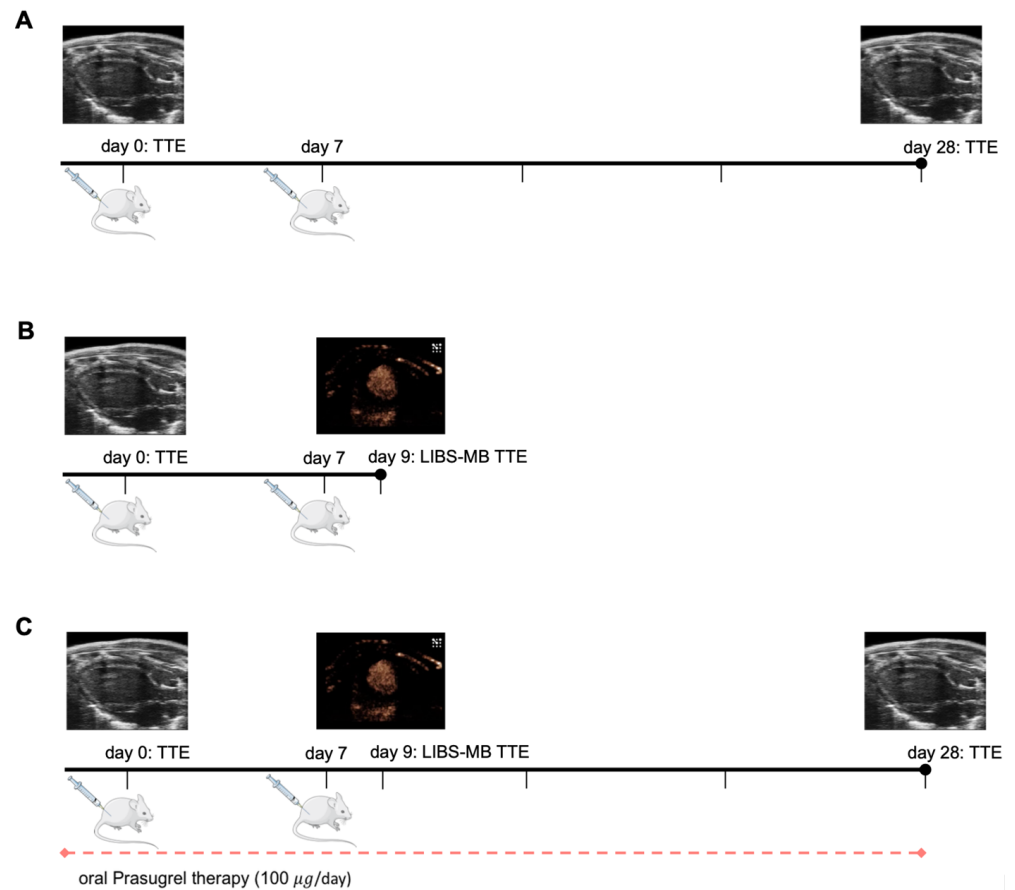 A
day 0: TTE
day 7
day 28: TTE
B
day 0: TTE
day 7
day 9: LIBS-MB TTE
C
day 0: TTE
day 7
day 9: LIBS-MB TTE
day 28: TTE
oral Prasugrel therapy (100 𝜇𝑔/day)